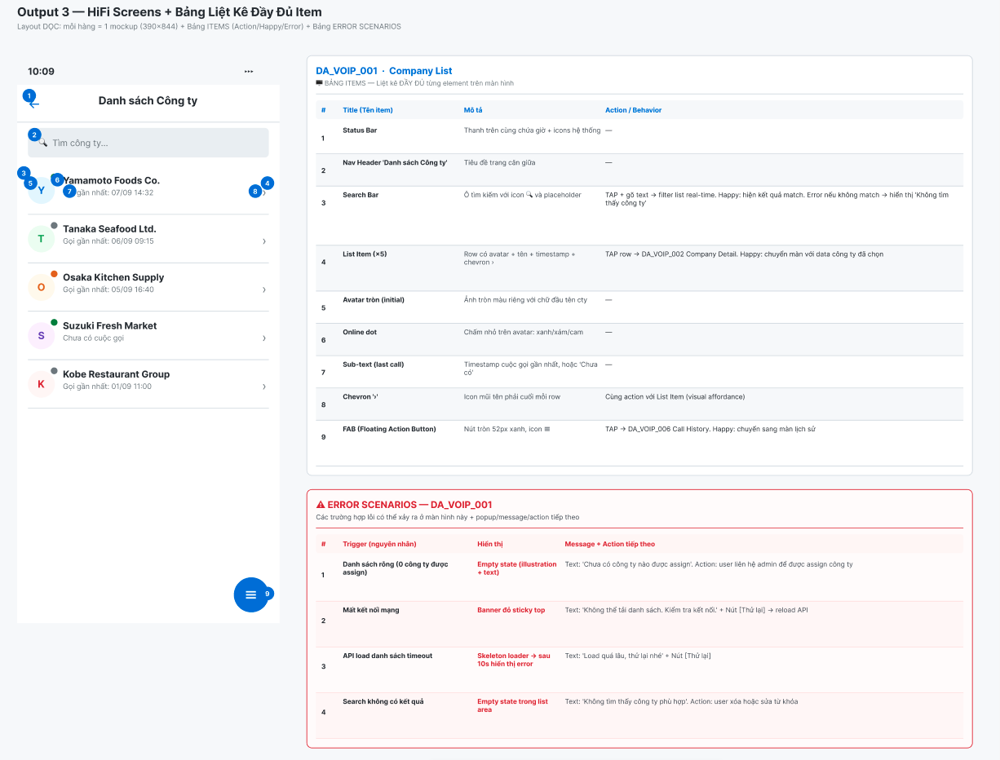 Output 3 — HiFi Screens + Bảng Liệt Kê Đầy Đủ Item
Layout DỌC: mỗi hàng = 1 mockup (390×844) + Bảng ITEMS (Action/Happy/Error) + Bảng ERROR SCENARIOS
10:09
1
Danh sách Công ty
2
Tìm công ty...
3
5
6
4
Y
Yamamoto Foods Co.
7
gần nhất: 07/09 14:32
8
›
T
Tanaka Seafood Ltd.
Gọi gần nhất: 06/09 09:15
›
O
Osaka Kitchen Supply
Gọi gần nhất: 05/09 16:40
›
S
Suzuki Fresh Market
Chưa có cuộc gọi
›
K
Kobe Restaurant Group
Gọi gần nhất: 01/09 11:00
›
9
DA_VOIP_001 · Company List
BẢNG ITEMS — Liệt kê ĐẦY ĐỦ từng element trên màn hình
# Title (Tên item) Mô tả Action / Behavior
1 Status Bar Thanh trên cùng chứa giờ + icons hệ thống —
2 Nav Header 'Danh sách Công ty' Tiêu đề trang căn giữa —
3 Search Bar Ô tìm kiếm với icon 🔍 và placeholder TAP + gõ text → filter list real-time. Happy: hiện kết quả match. Error nếu không match → hiển thị 'Không tìm
thấy công ty'
4 List Item (×5) Row có avatar + tên + timestamp + TAP row → DA_VOIP_002 Company Detail. Happy: chuyển màn với data công ty đã chọn
chevron ›
5 Avatar tròn (initial) Ảnh tròn màu riêng với chữ đầu tên cty —
6 Online dot Chấm nhỏ trên avatar: xanh/xám/cam —
7 Sub-text (last call) Timestamp cuộc gọi gần nhất, hoặc 'Chưa —
có'
8 Chevron '›' Icon mũi tên phải cuối mỗi row Cùng action với List Item (visual affordance)
9 FAB (Floating Action Button) Nút tròn 52px xanh, icon ≡ TAP → DA_VOIP_006 Call History. Happy: chuyển sang màn lịch sử
⚠ ERROR SCENARIOS — DA_VOIP_001
Các trường hợp lỗi có thể xảy ra ở màn hình này + popup/message/action tiếp theo
# Trigger (nguyên nhân) Hiển thị Message + Action tiếp theo
1 Danh sách rỗng (0 công ty được Empty state (illustration Text: 'Chưa có công ty nào được assign'. Action: user liên hệ admin để được assign công ty
assign) + text)
2 Mất kết nối mạng Banner đỏ sticky top Text: 'Không thể tải danh sách. Kiểm tra kết nối.' + Nút [Thử lại] → reload API
3 API load danh sách timeout Skeleton loader → sau Text: 'Load quá lâu, thử lại nhé' + Nút [Thử lại]
10s hiển thị error
4 Search không có kết quả Empty state trong list Text: 'Không tìm thấy công ty phù hợp'. Action: user xóa hoặc sửa từ khóa
area